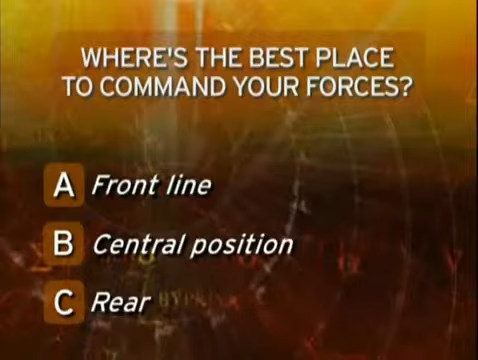 WHERE'S THE BEST PLACE
TO COMMAND YOUR FORCES?
A Front line
B Central position
C Rear